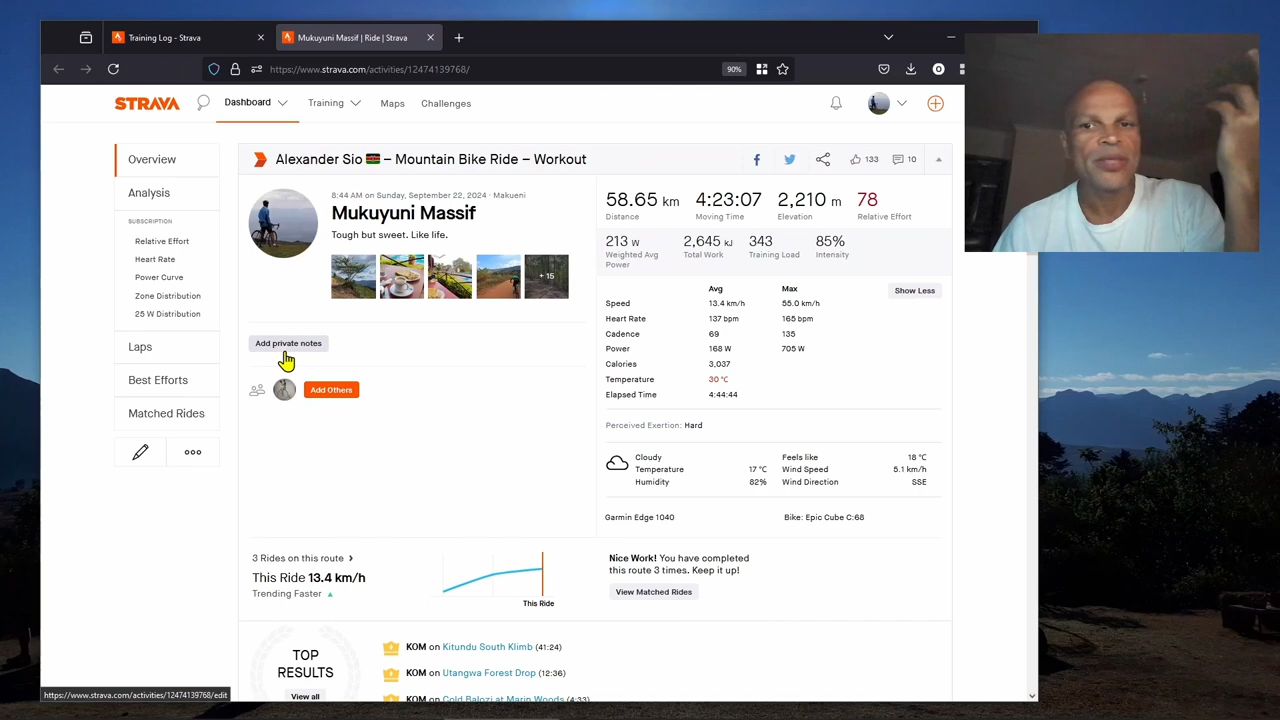 Training Log - Strava
Mukuyuni Massif | Ride | Strava
https://www.strava.com/activities/12474139768/
90%
STRAVA
Dashboard
Training
Maps
Challenges
Overview
Analysis
SUBSCRIPTION
Relative Effort
Heart Rate
Power Curve
Zone Distribution
25 W Distribution
Laps
Best Efforts
Matched Rides
Alexander Sio 🇰🇪 – Mountain Bike Ride – Workout
133
10
8:44 AM on Sunday, September 22, 2024 · Makueni
Mukuyuni Massif
Tough but sweet. Like life.
+ 15
Add private notes
Add Others
58.65 km
Distance
4:23:07
Moving Time
2,210 m
Elevation
78
Relative Effort
213 W
Weighted Avg Power
2,645 kJ
Total Work
343
Training Load
85%
Intensity
Avg Max
Show Less
Speed 13.4 km/h 55.0 km/h
Heart Rate 137 bpm 165 bpm
Cadence 69 135
Power 168 W 705 W
Calories 3,037
Temperature 30 °C
Elapsed Time 4:44:44
Perceived Exertion: Hard
Cloudy Feels like 18 °C
Temperature 17 °C Wind Speed 5.1 km/h
Humidity 82% Wind Direction SSE
Garmin Edge 1040 Bike: Epic Cube C:68
3 Rides on this route
This Ride 13.4 km/h
Trending Faster
This Ride
Nice Work! You have completed
this route 3 times. Keep it up!
View Matched Rides
TOP
RESULTS
View all
KOM on Kitundu South Klimb (41:24)
KOM on Utangwa Forest Drop (12:36)
KOM on Cold Balozi at Marin Woods (4:33)
https://www.strava.com/activities/12474139768/edit